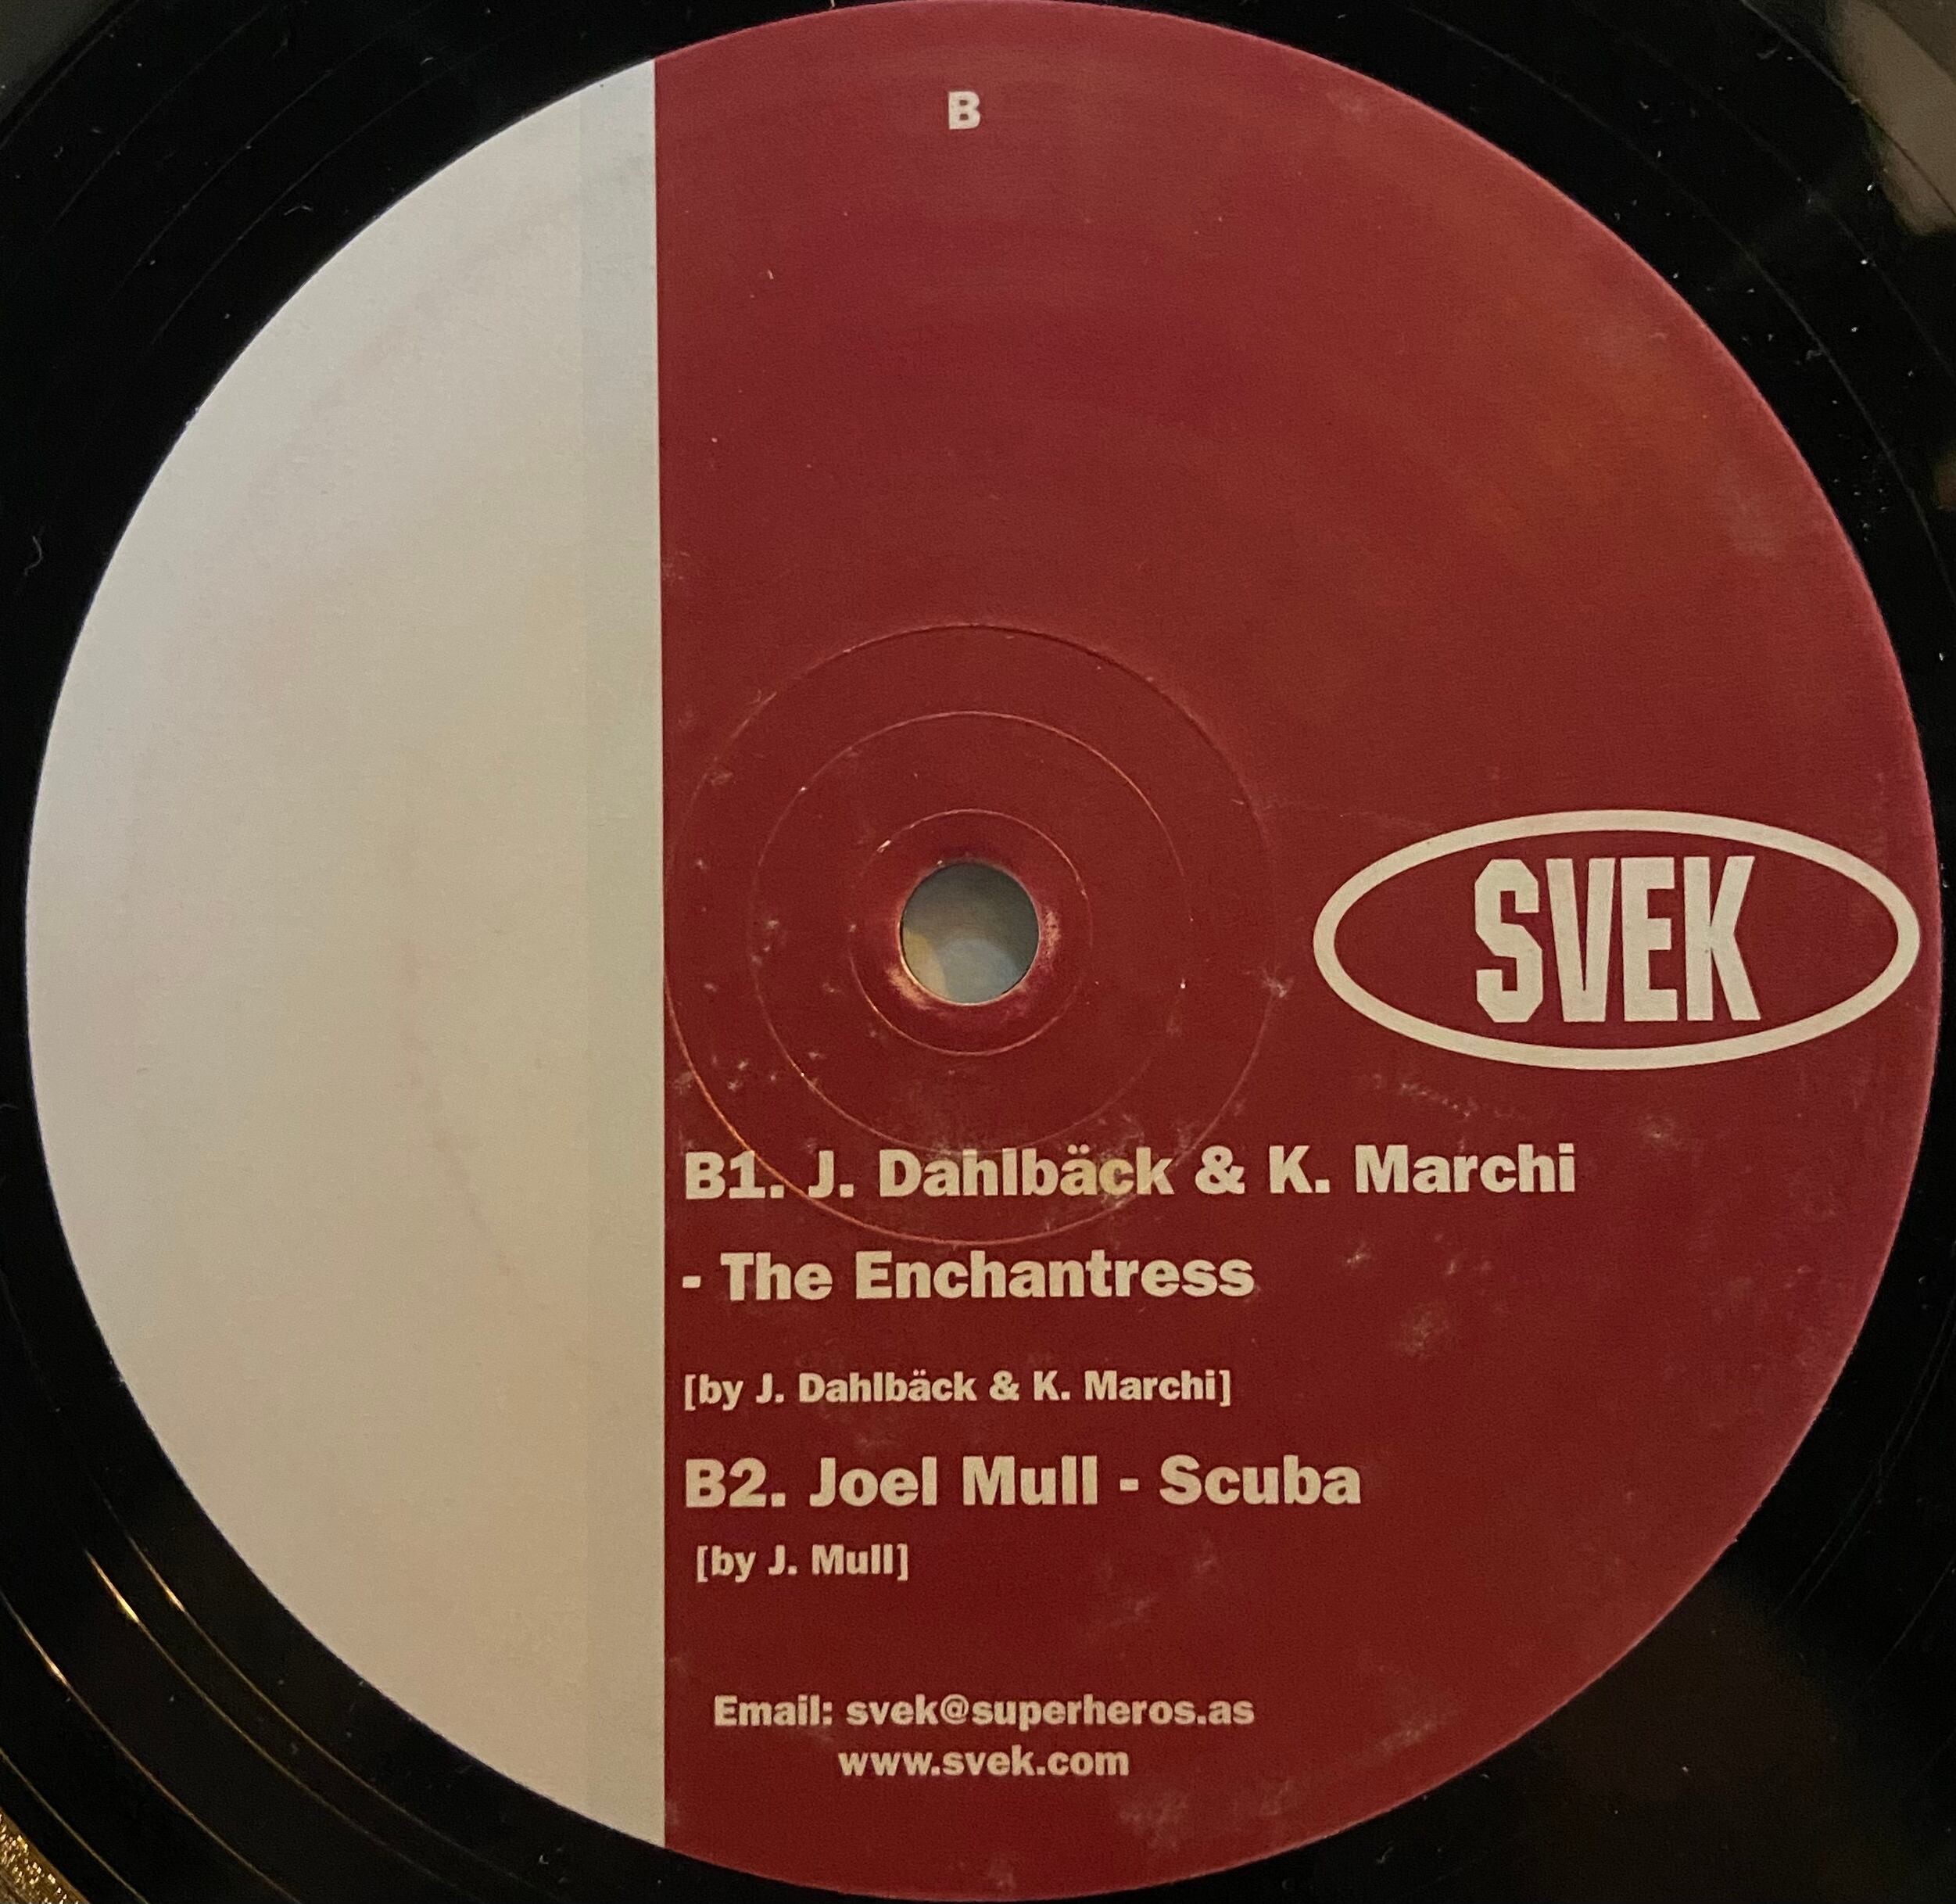 B
SVEK
B1. J. Dahlbäck & K. Marchi
- The Enchantress
[by J. Dahlbäck & K. Marchi]
B2. Joel Mull - Scuba
[by J. Mull]
Email: svek@superheros.as
www.svek.com